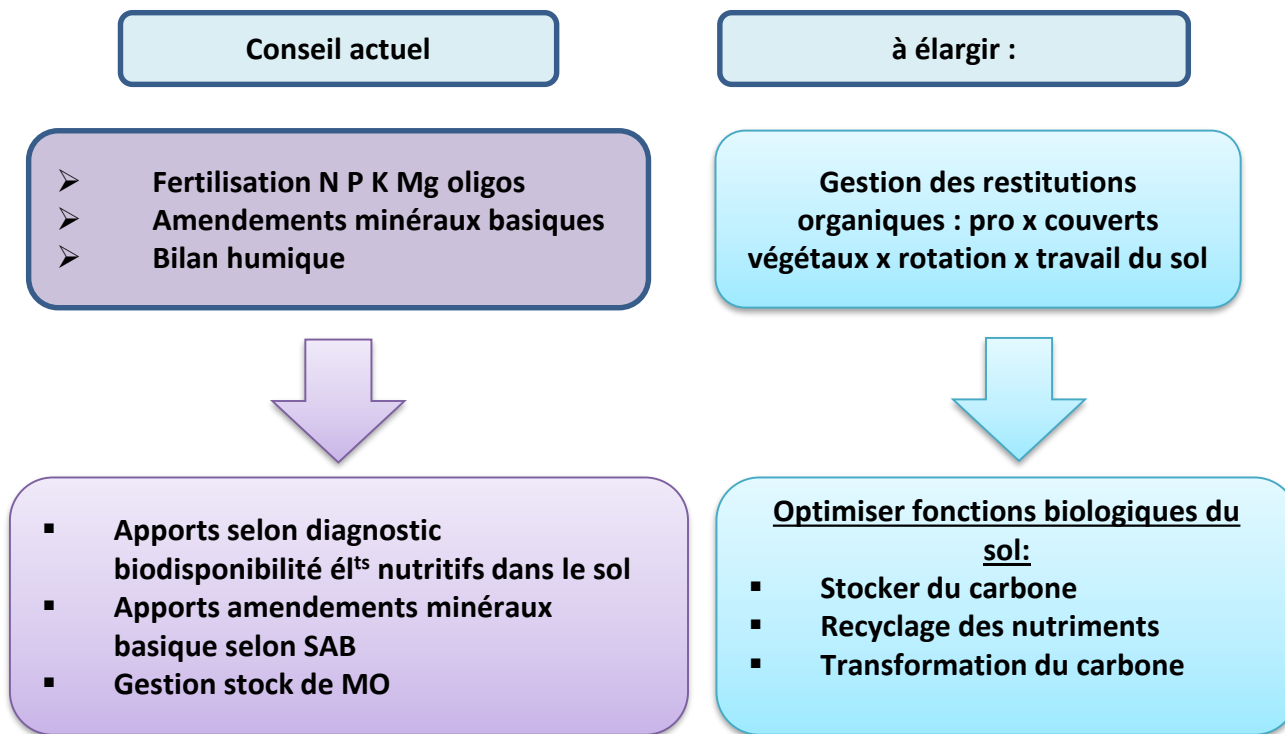 Conseil actuel
à élargir :
➢ Fertilisation N P K Mg oligos
➢ Amendements minéraux basiques
➢ Bilan humique
Gestion des restitutions
organiques : pro x couverts
végétaux x rotation x travail du sol
▪ Apports selon diagnostic
biodisponibilité élts nutritifs dans le sol
▪ Apports amendements minéraux
basique selon SAB
▪ Gestion stock de MO
Optimiser fonctions biologiques du
sol:
▪ Stocker du carbone
▪ Recyclage des nutriments
▪ Transformation du carbone